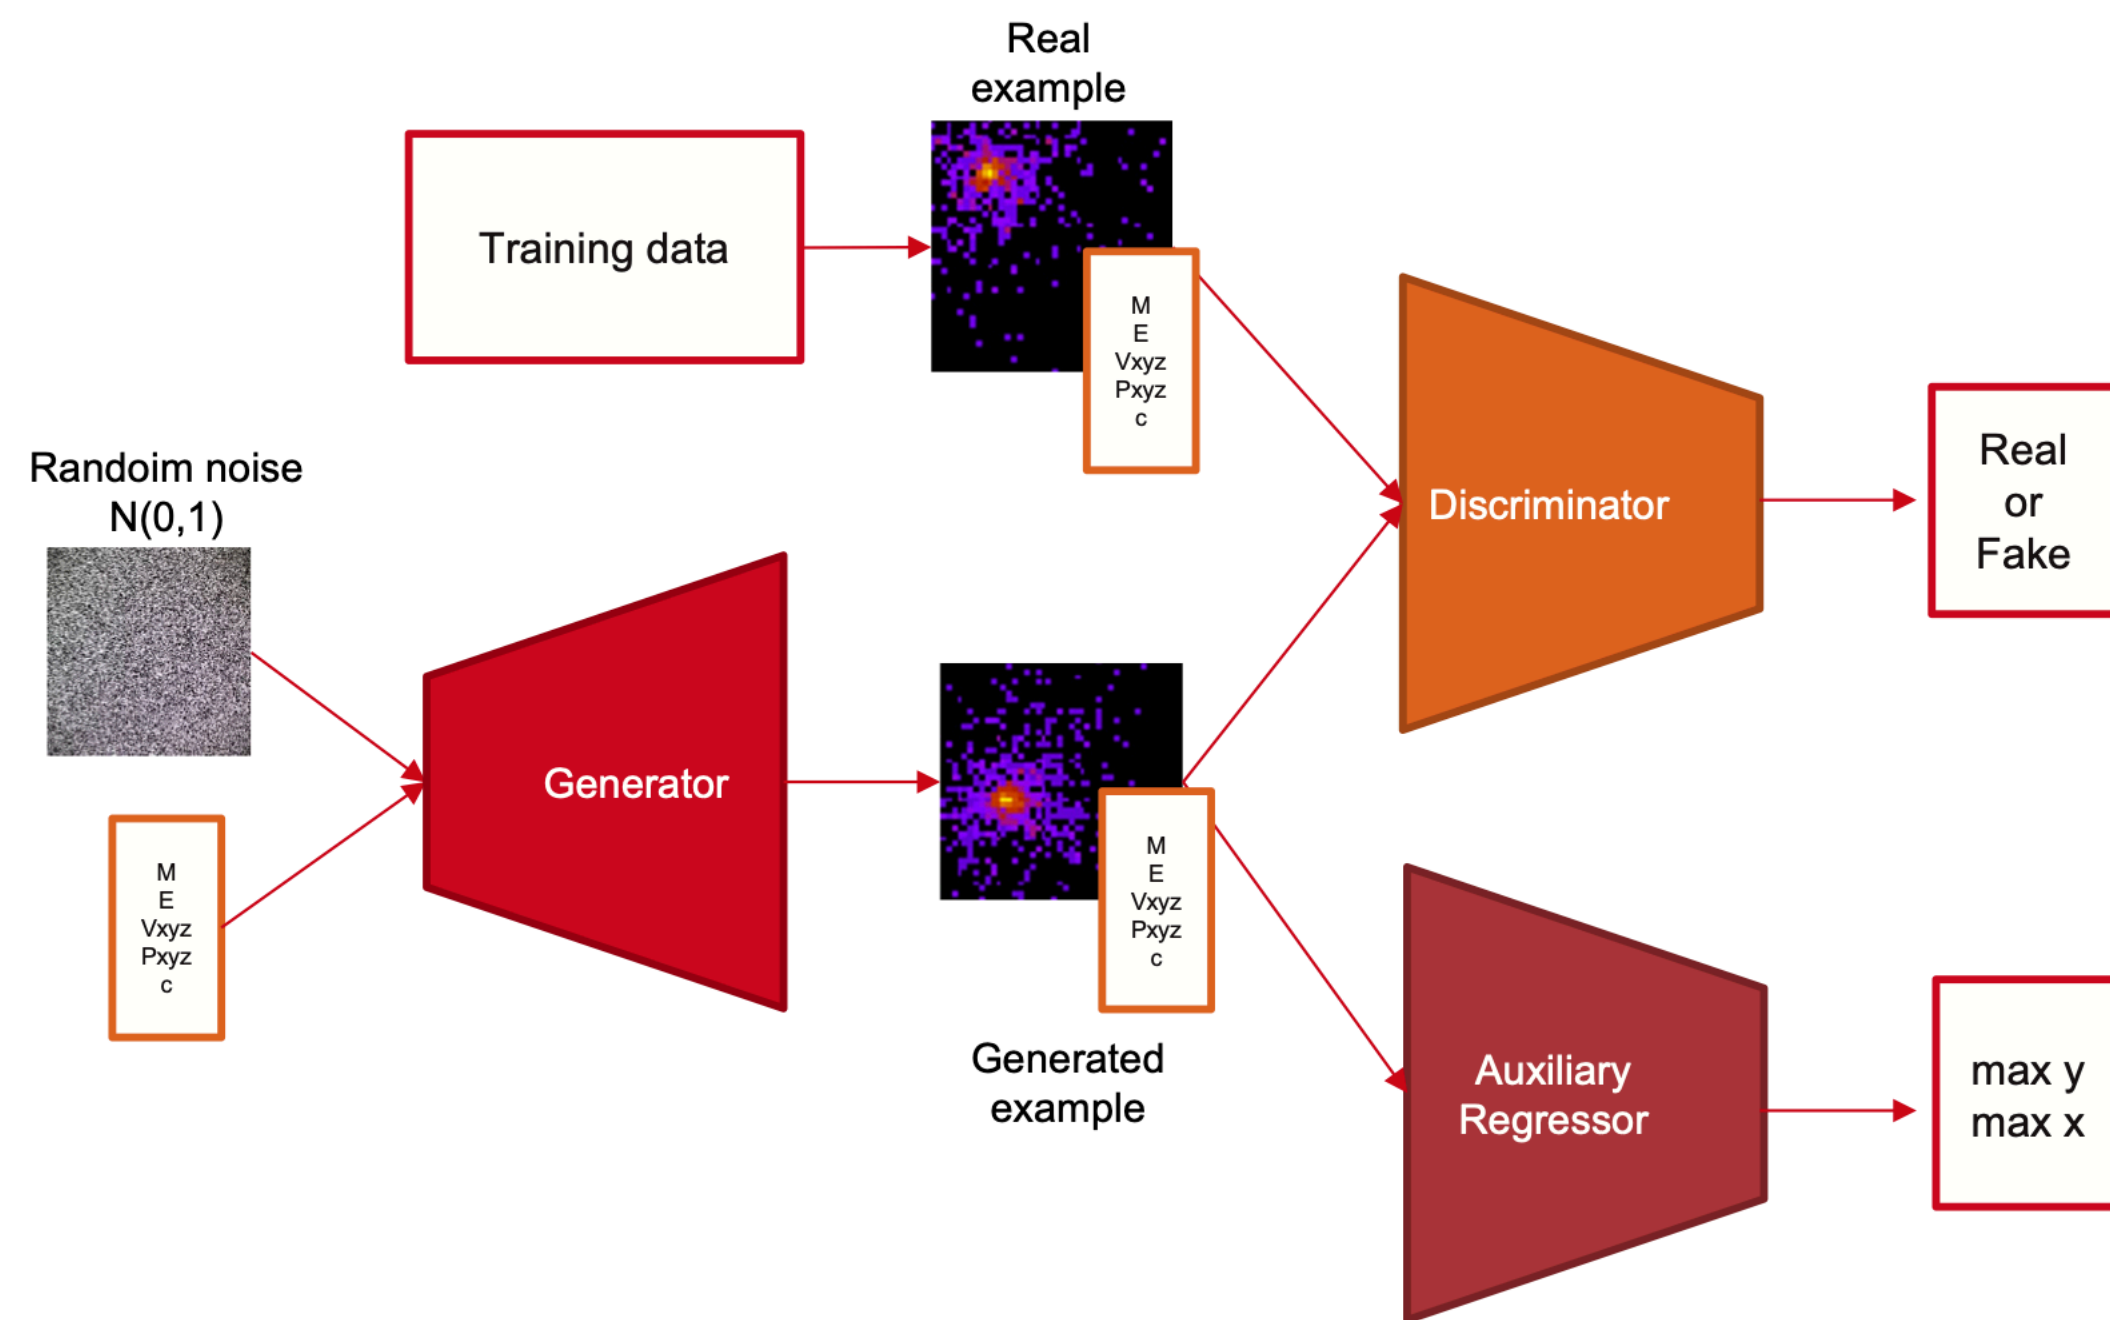 Real
example
Training data
M
E
Vxyz
Pxyz
c
Randoim noise
N(0,1)
Discriminator
Real
or
Fake
Generator
M
E
Vxyz
Pxyz
c
M
E
Vxyz
Pxyz
c
Generated
example
Auxiliary
Regressor
max y
max x